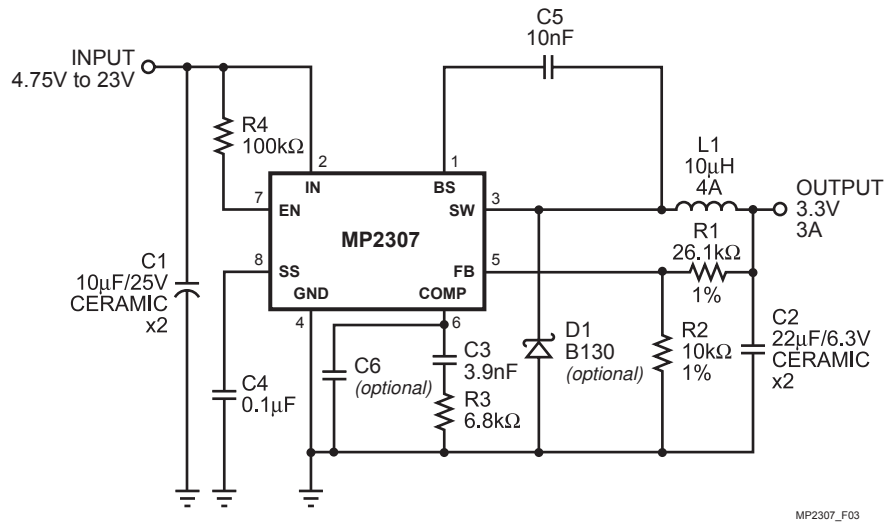 C5
10nF
INPUT
4.75V to 23V
R4
100kΩ
2
IN
1
BS
L1
10μH
4A
7
EN
3
SW
OUTPUT
3.3V
3A
MP2307
R1
26.1kΩ
1%
8
SS
5
FB
C1
10μF/25V
CERAMIC
x2
GND
4
COMP
6
C4
0.1μF
C6
(optional)
C3
3.9nF
R3
6.8kΩ
D1
B130
(optional)
R2
10kΩ
1%
C2
22μF/6.3V
CERAMIC
x2
MP2307_F03